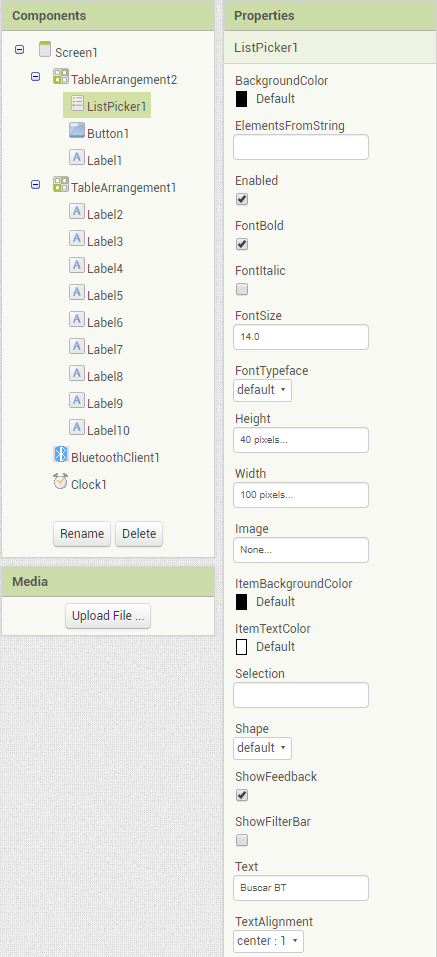 Components
Screen1
TableArrangement2
ListPicker1
Button1
Label1
TableArrangement1
Label2
Label3
Label4
Label5
Label6
Label7
Label8
Label9
Label10
BluetoothClient1
Clock1
Rename
Delete
Media
Upload File ...
Properties
ListPicker1
BackgroundColor
Default
ElementsFromString
Enabled
FontBold
FontItalic
FontSize
14.0
FontTypeface
default
Height
40 pixels...
Width
100 pixels...
Image
None...
ItemBackgroundColor
Default
ItemTextColor
Default
Selection
Shape
default
ShowFeedback
ShowFilterBar
Text
Buscar BT
TextAlignment
center : 1